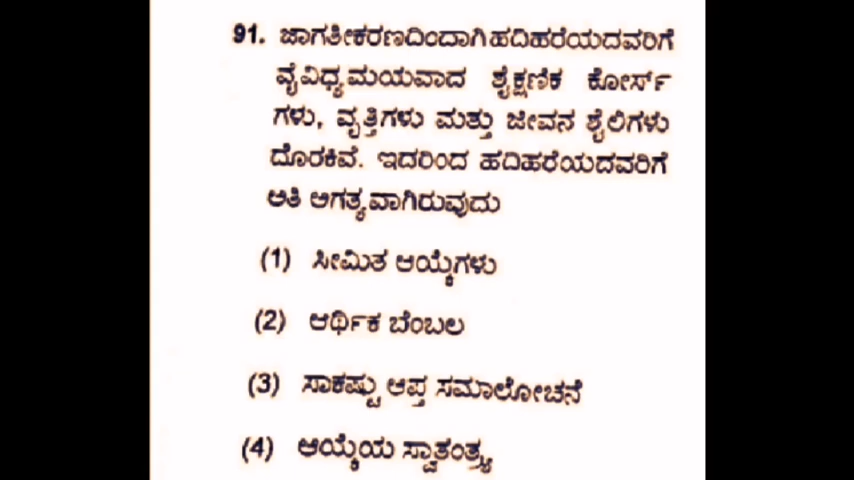 91. ಜಾಗತೀಕರಣದಿಂದಾಗಿ ಹದಿಹರೆಯದವರಿಗೆ
ವೈವಿಧ್ಯಮಯವಾದ ಶೈಕ್ಷಣಿಕ ಕೋರ್ಸ್
ಗಳು, ವೃತ್ತಿಗಳು ಮತ್ತು ಜೀವನ ಶೈಲಿಗಳು
ದೊರಕಿವೆ. ಇದರಿಂದ ಹದಿಹರೆಯದವರಿಗೆ
ಅತಿ ಅಗತ್ಯವಾಗಿರುವುದು
(1) ಸೀಮಿತ ಆಯ್ಕೆಗಳು
(2) ಆರ್ಥಿಕ ಬೆಂಬಲ
(3) ಸಾಕಷ್ಟು ಆಪ್ತ ಸಮಾಲೋಚನೆ
(4) ಆಯ್ಕೆಯ ಸ್ವಾತಂತ್ರ್ಯ